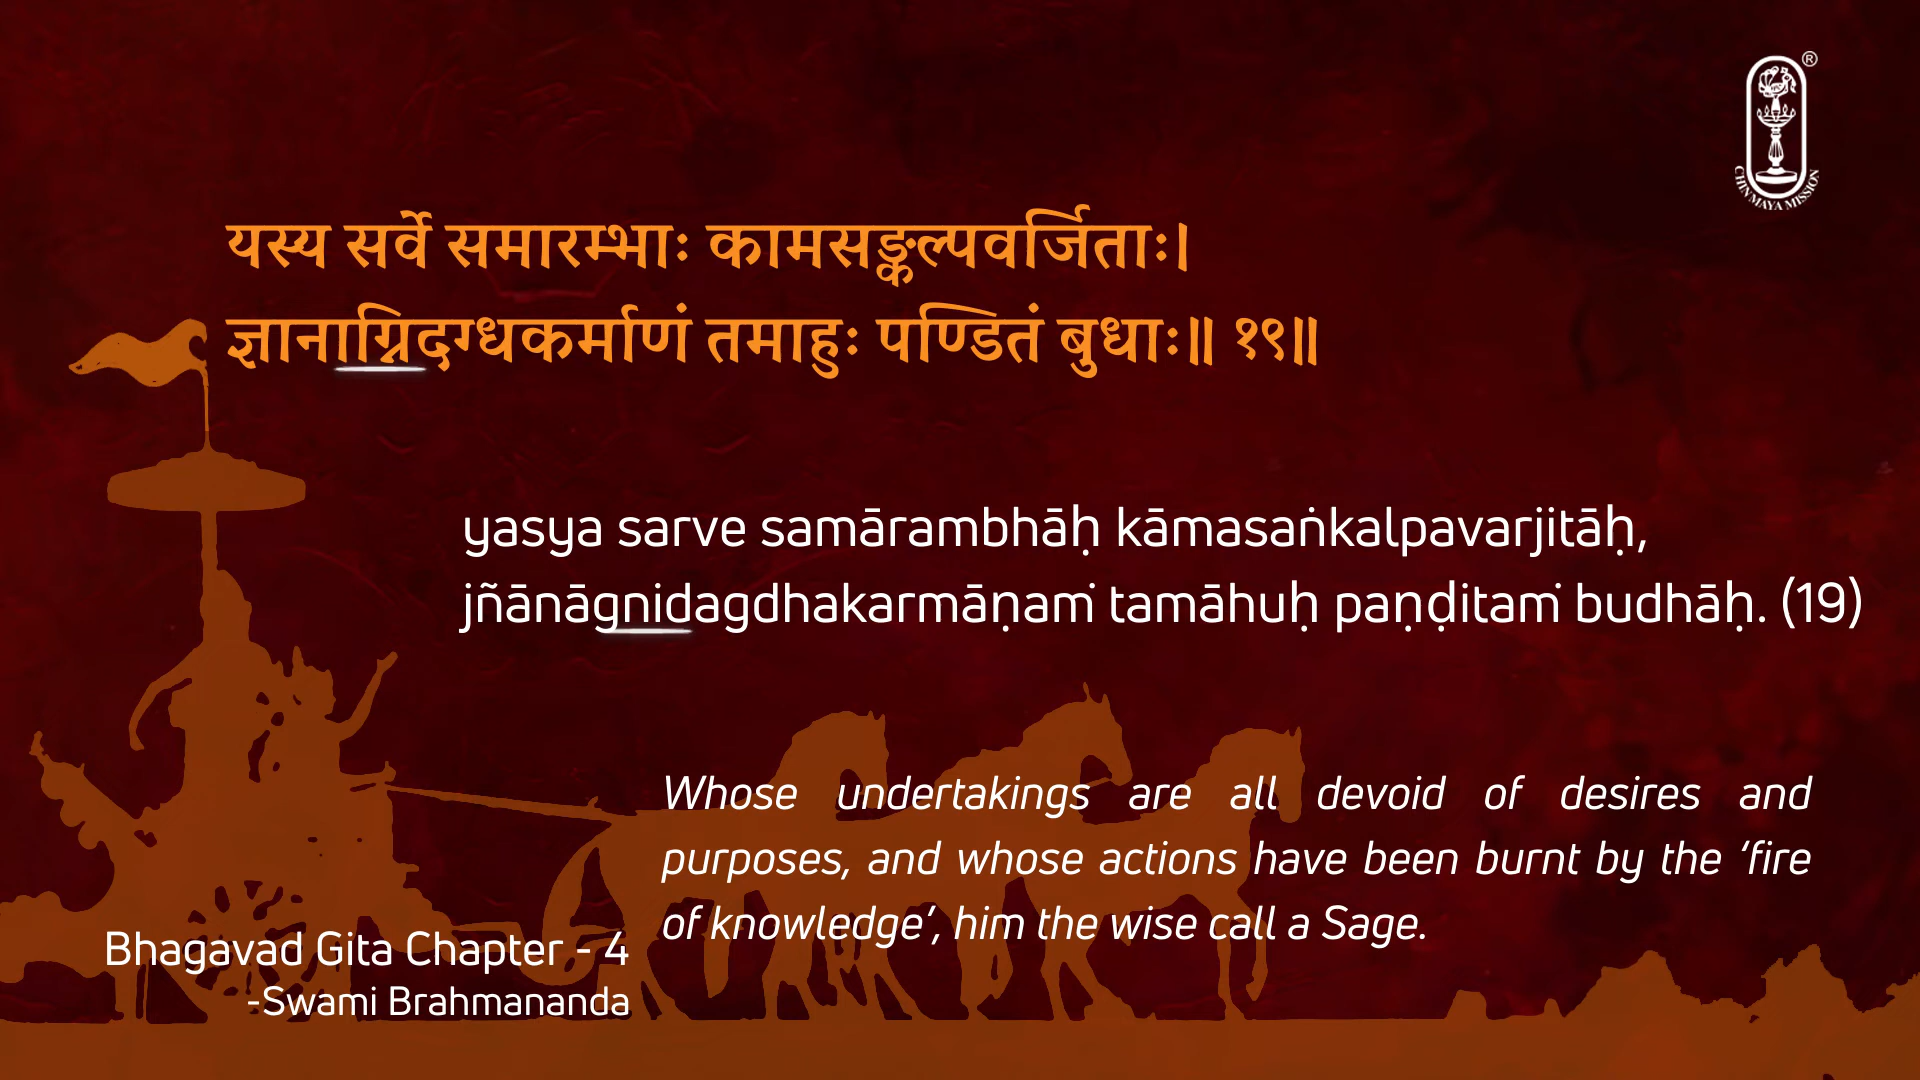 ®
CHINMAYA MISSION
यस्य सर्वे समारम्भाः कामसङ्कल्पवर्जिताः।
ज्ञानाग्निदग्धकर्माणं तमाहुः पण्डितं बुधाः॥ १९॥
yasya sarve samārambhāḥ kāmasaṅkalpavarjitāḥ,
jñānāgnidagdhakarmāṇaṁ tamāhuḥ paṇḍitaṁ budhāḥ. (19)
Whose undertakings are all devoid of desires and
purposes, and whose actions have been burnt by the ‘fire
of knowledge’, him the wise call a Sage.
Bhagavad Gita Chapter - 4
-Swami Brahmananda